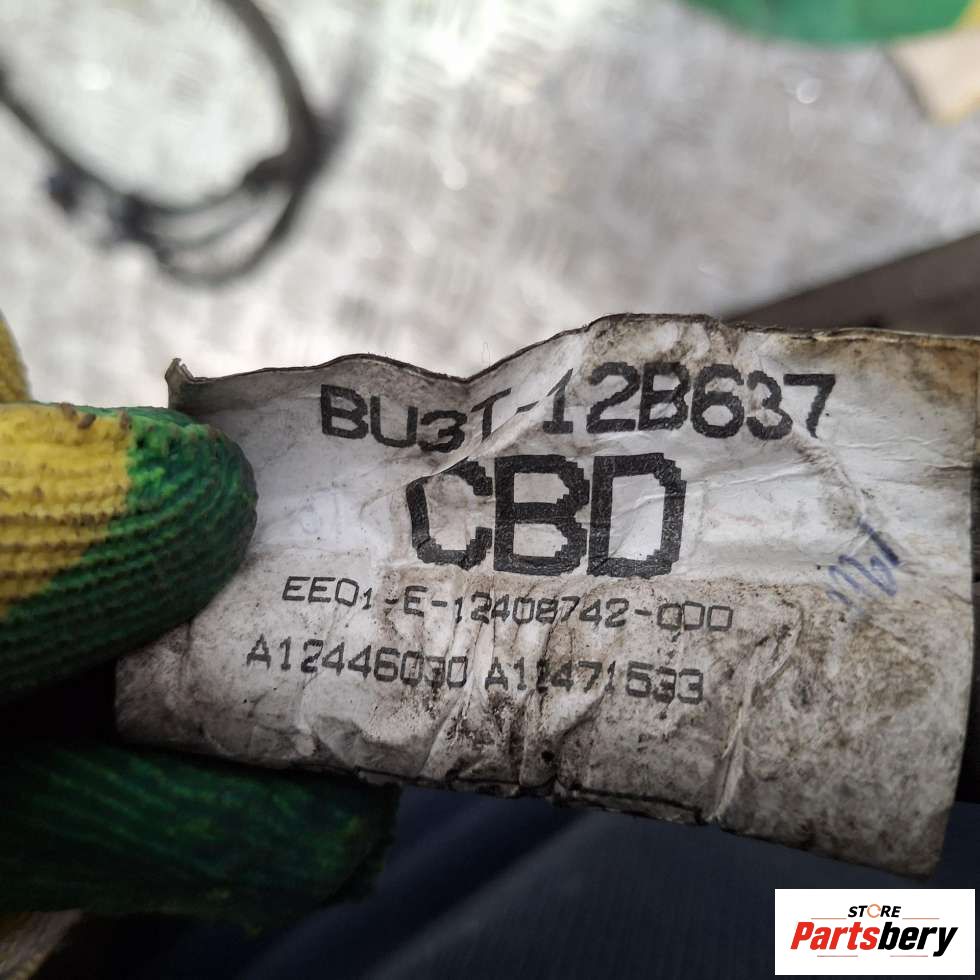 BU3T-12B637
CBD
EE01-E-12408742-000
A12446030 A12471533
STORE
Partsbery